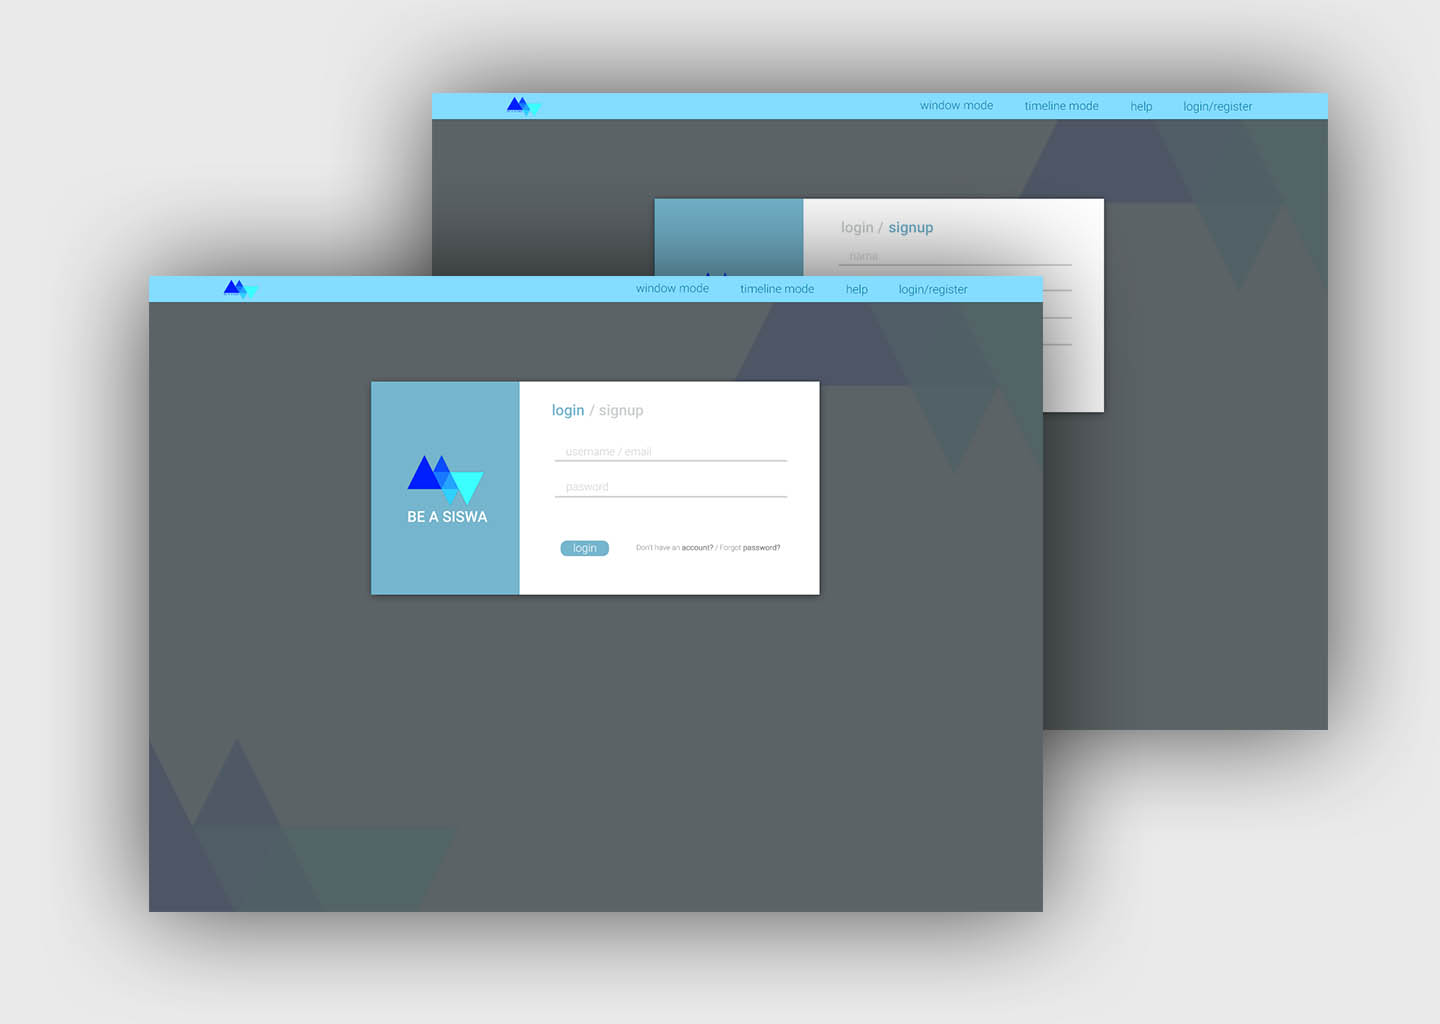 window mode timeline mode help login/register
login / signup
name
window mode timeline mode help login/register
login / signup
username / email
pasword
BE A SISWA
login Don't have an account? / Forgot password?